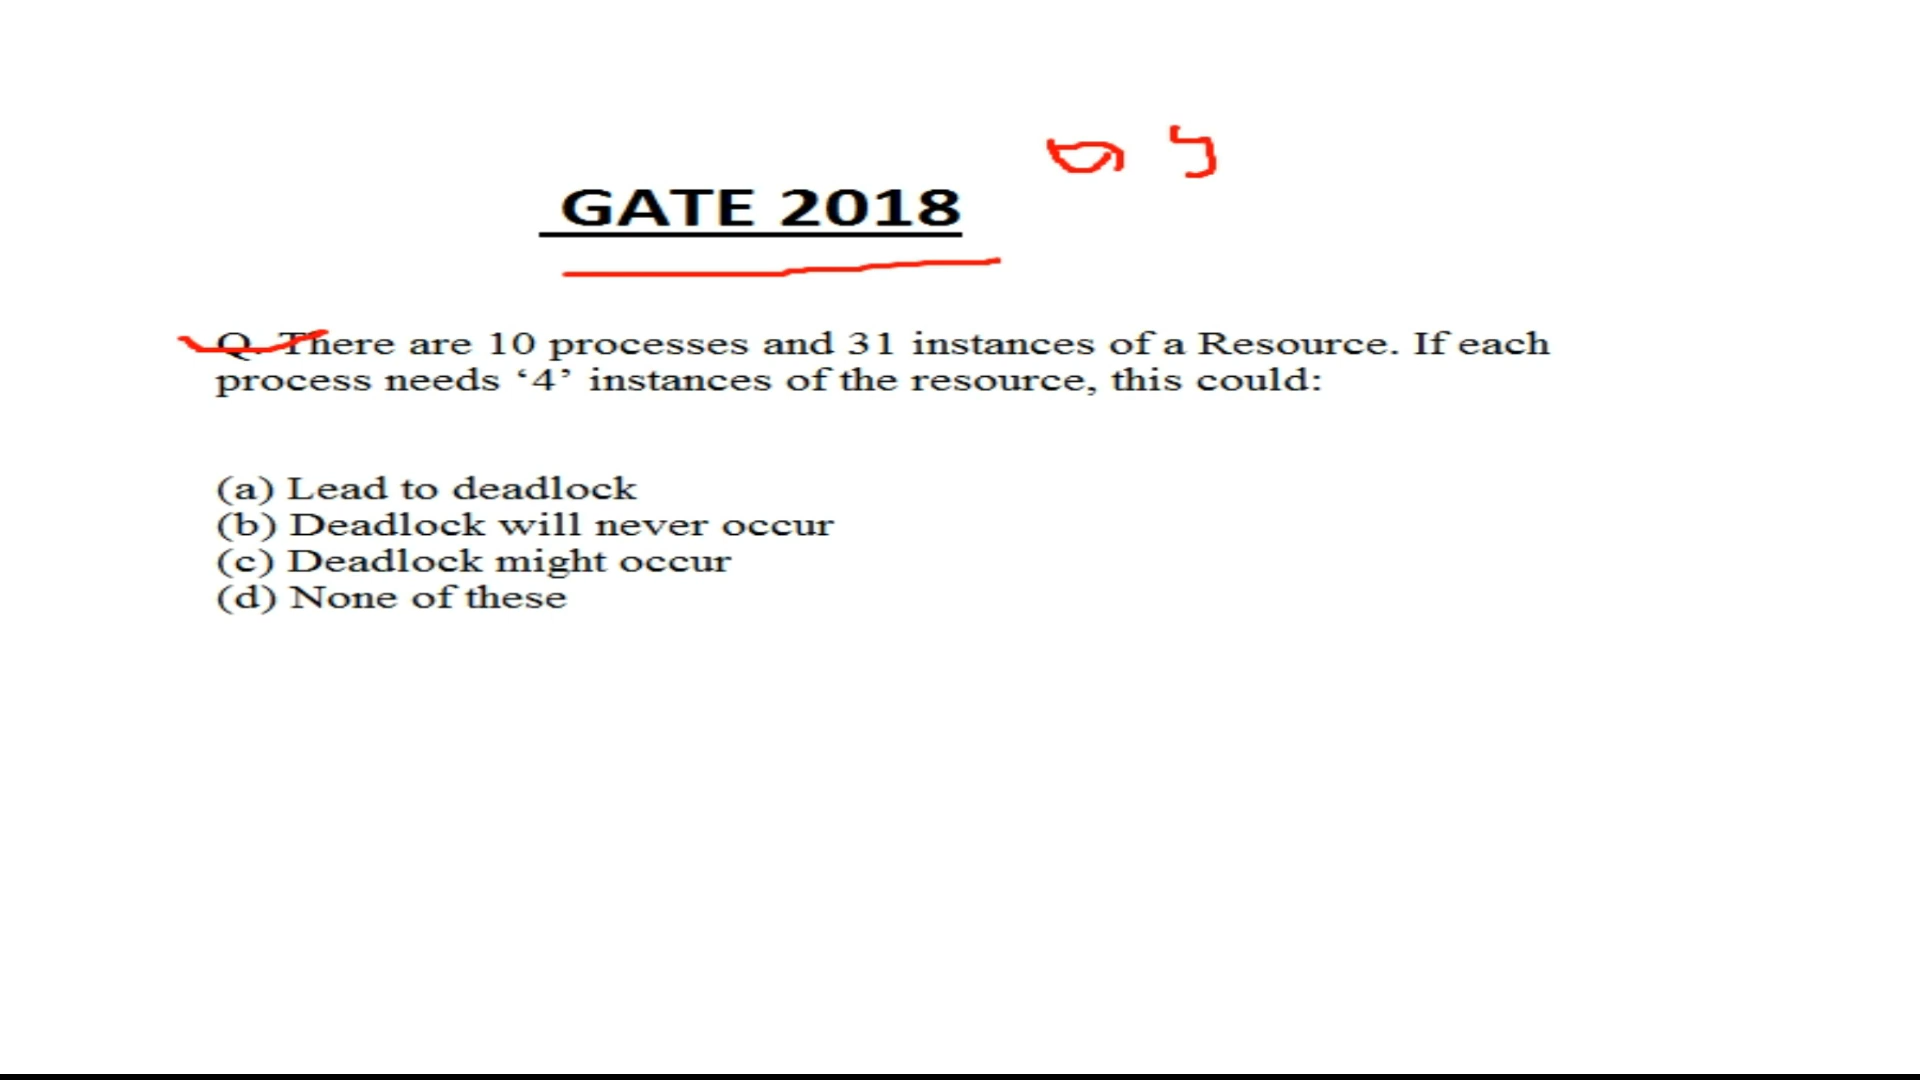 GATE 2018
Q. There are 10 processes and 31 instances of a Resource. If each
process needs ‘4’ instances of the resource, this could:
(a) Lead to deadlock
(b) Deadlock will never occur
(c) Deadlock might occur
(d) None of these